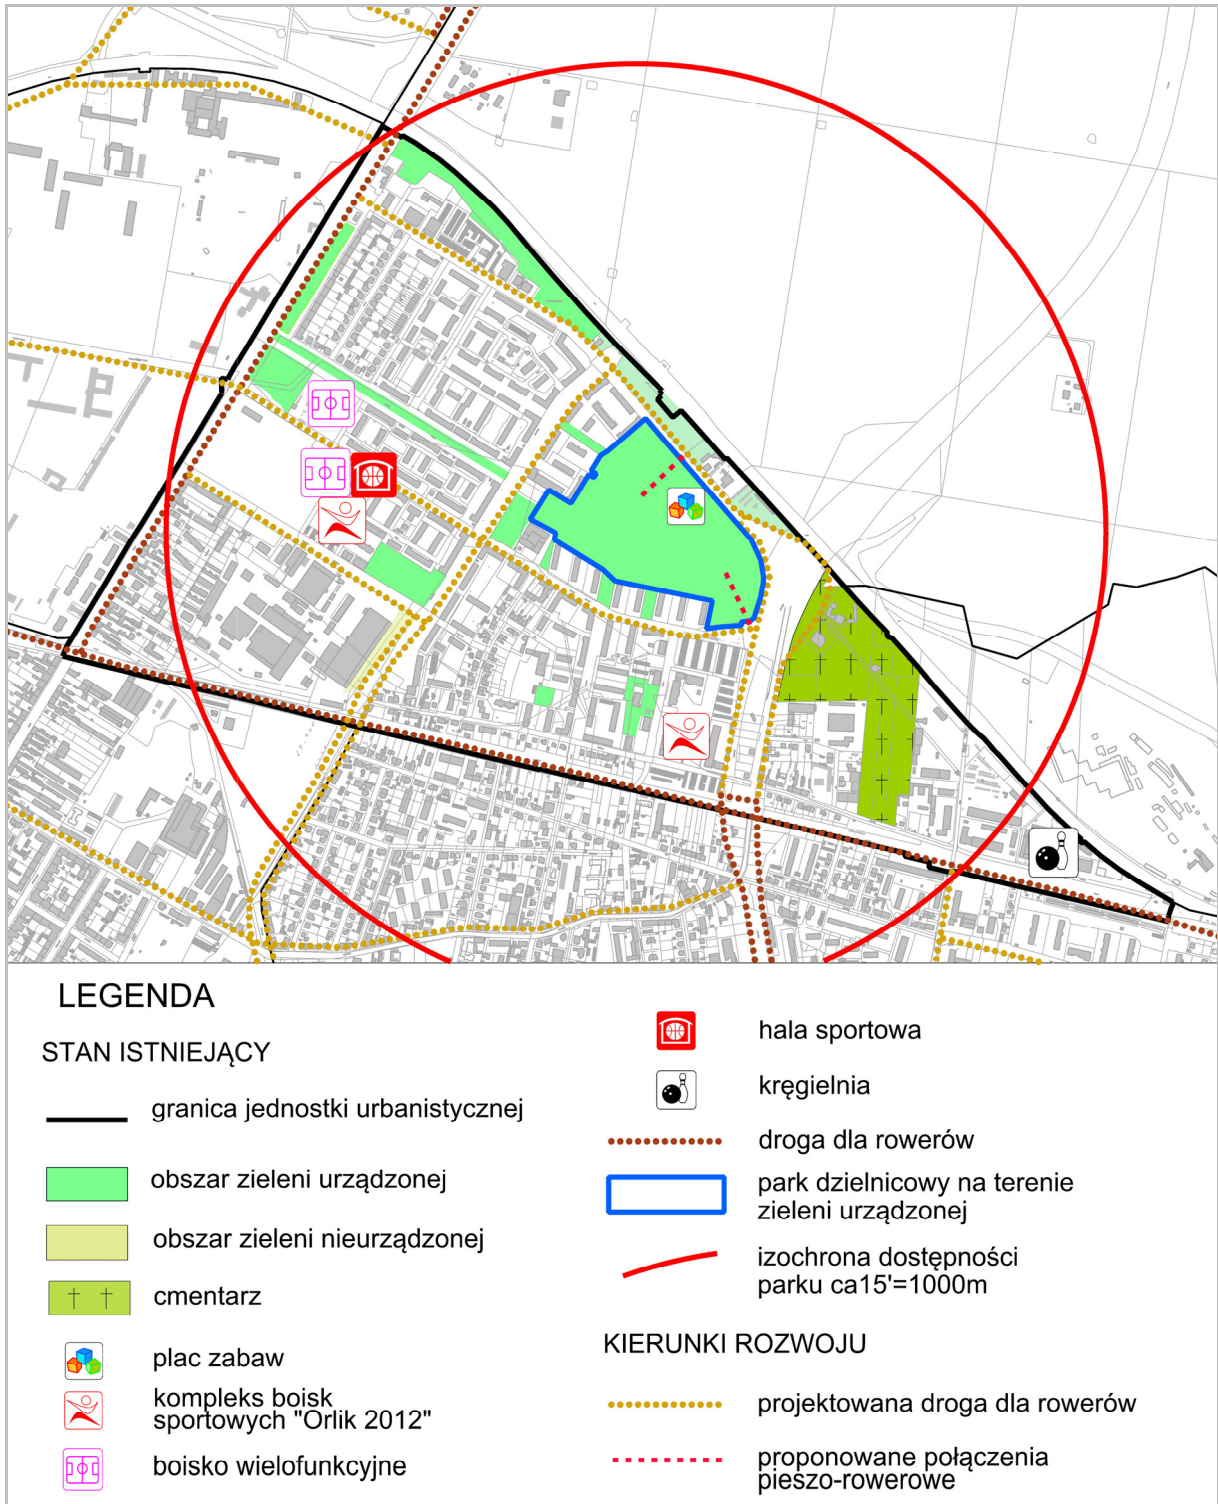 LEGENDA
STAN ISTNIEJĄCY
granica jednostki urbanistycznej
obszar zieleni urządzonej
obszar zieleni nieurządzonej
cmentarz
plac zabaw
kompleks boisk
sportowych "Orlik 2012"
boisko wielofunkcyjne
hala sportowa
kręgielnia
droga dla rowerów
park dzielnicowy na terenie
zieleni urządzonej
izochrona dostępności
parku ca15'=1000m
KIERUNKI ROZWOJU
projektowana droga dla rowerów
proponowane połączenia
pieszo-rowerowe